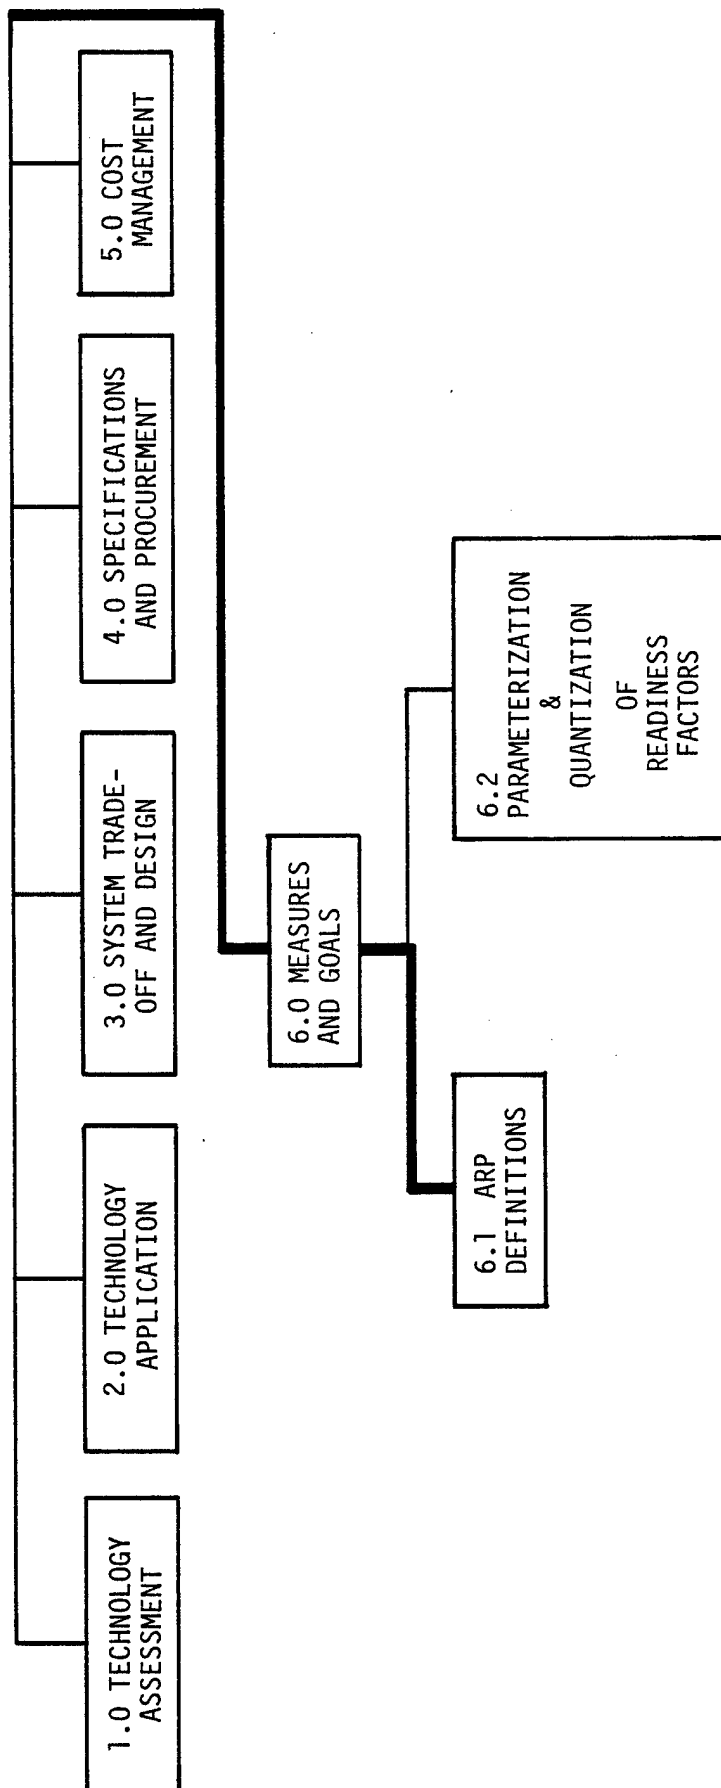 1.0 TECHNOLOGY
ASSESSMENT
2.0 TECHNOLOGY
APPLICATION
3.0 SYSTEM TRADE-
OFF AND DESIGN
4.0 SPECIFICATIONS
AND PROCUREMENT
5.0 COST
MANAGEMENT
6.0 MEASURES
AND GOALS
6.1 ARP
DEFINITIONS
6.2
PARAMETERIZATION
&
QUANTIZATION
OF
READINESS
FACTORS